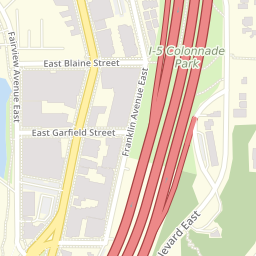 I-5 Colonnade
Park
East Blaine Street
Fairview Avenue East
Franklin Avenue East
East Garfield Street
levard East